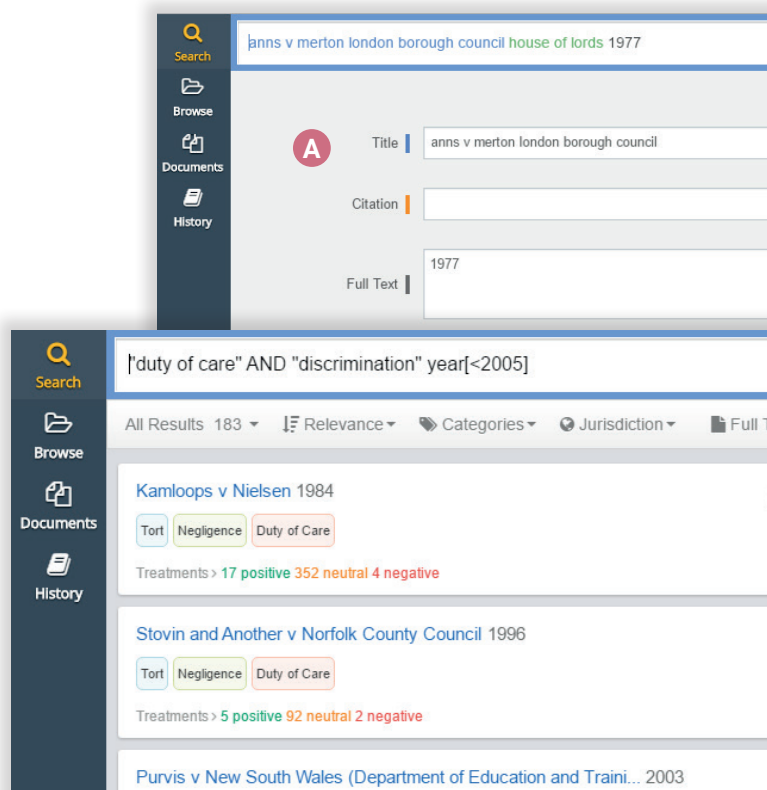 Search
anns v merton london borough council house of lords 1977
Browse
A
Title
anns v merton london borough council
Documents
Citation
History
Full Text
1977
Search
"duty of care" AND "discrimination" year[<2005]
All Results 183 Relevance Categories Jurisdiction Full T
Browse
Documents
History
Kamloops v Nielsen 1984
Tort Negligence Duty of Care
Treatments > 17 positive 352 neutral 4 negative
Stovin and Another v Norfolk County Council 1996
Tort Negligence Duty of Care
Treatments > 5 positive 92 neutral 2 negative
Purvis v New South Wales (Department of Education and Traini... 2003